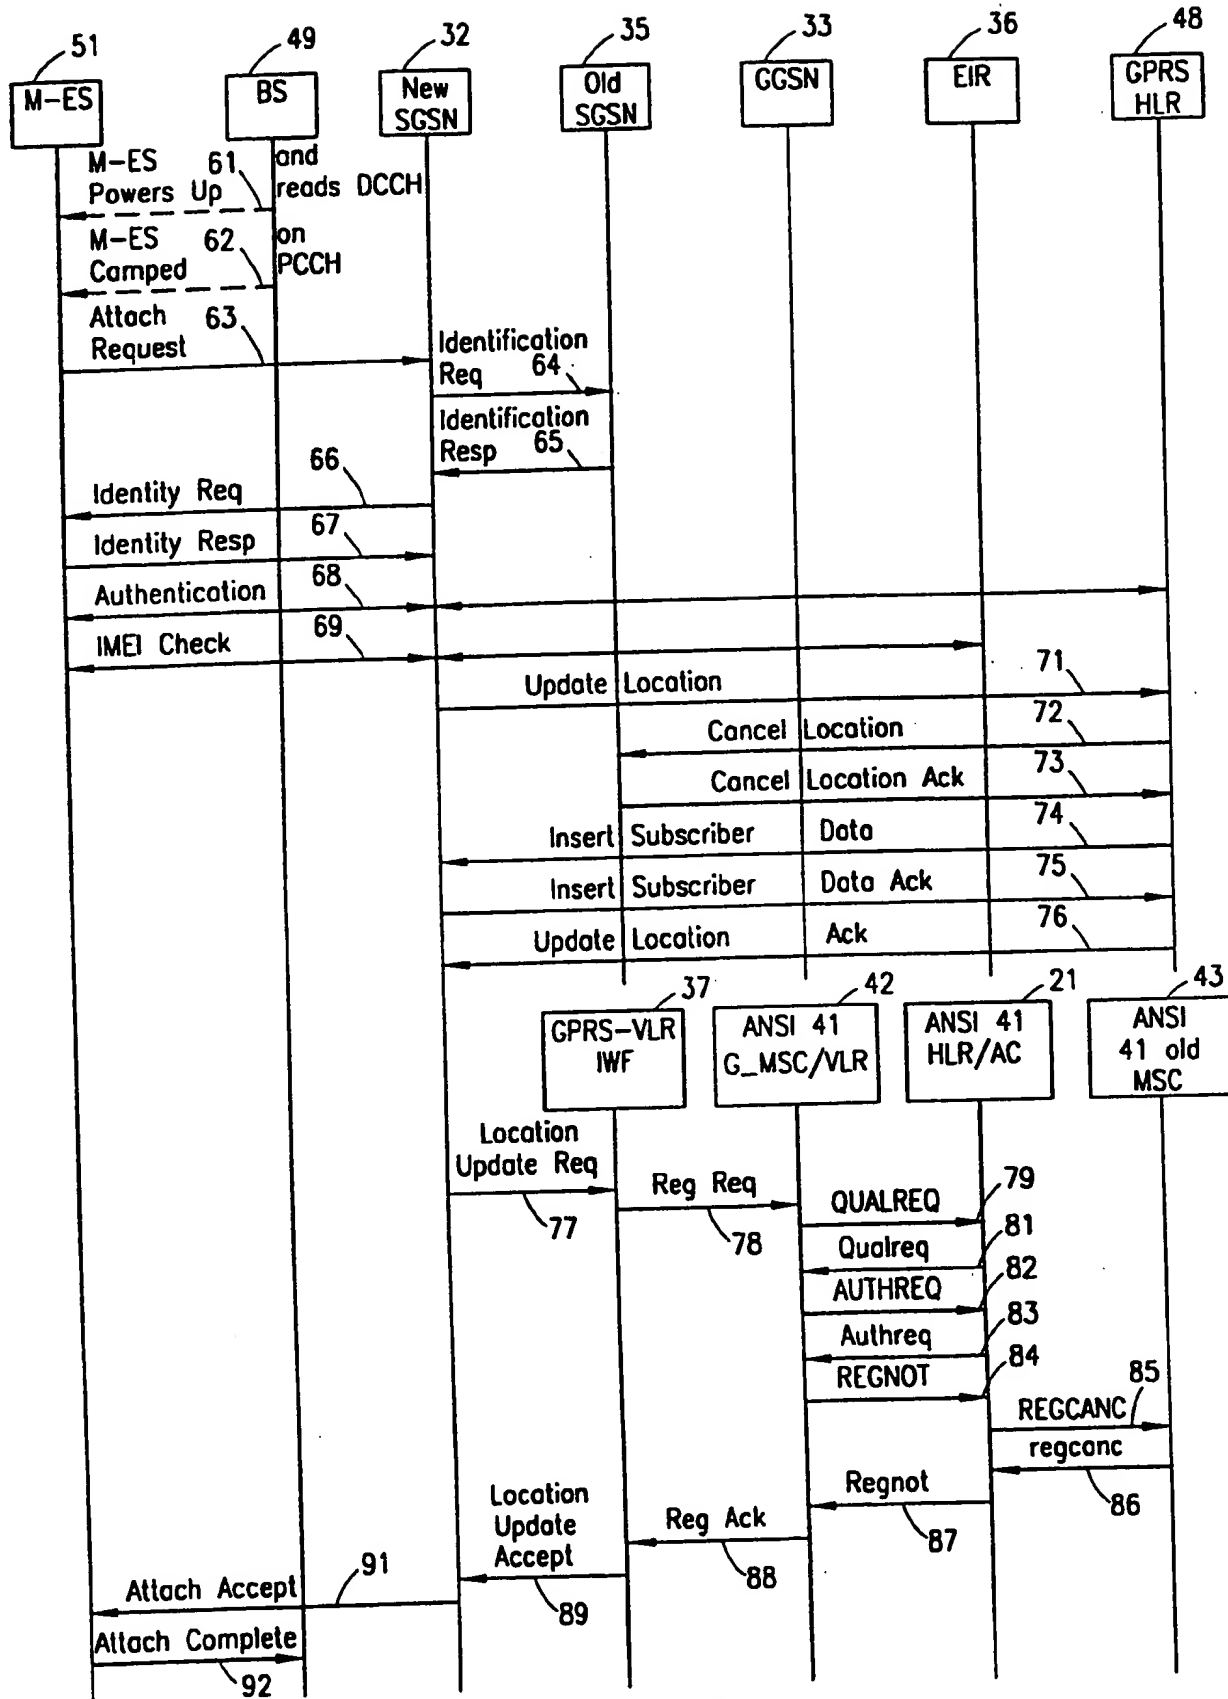 51
49
32
35
33
36
48
M-ES
BS
New
SGSN
Old
SGSN
GGSN
EIR
GPRS
HLR
M-ES 61 and
Powers Up reads DCCH
M-ES 62 on
Camped PCCH
Attach 63
Request
Identification
Req 64
Identification
Resp 65
66
Identity Req
Identity Resp 67
Authentication 68
IMEI Check 69
Update Location 71
Cancel Location 72
Cancel Location Ack 73
Insert Subscriber Data 74
Insert Subscriber Data Ack 75
Update Location Ack 76
37
42
21
43
GPRS-VLR
IWF
ANSI 41
G_MSC/VLR
ANSI 41
HLR/AC
ANSI
41 old
MSC
Location
Update Req
77
Reg Req
78
QUALREQ 79
Qualreq 81
AUTHREQ 82
Authreq 83
REGNOT 84
REGCANC 85
regcanc
86
Regnot
87
Reg Ack
88
Location
Update
Accept
89
Attach Accept 91
Attach Complete
92